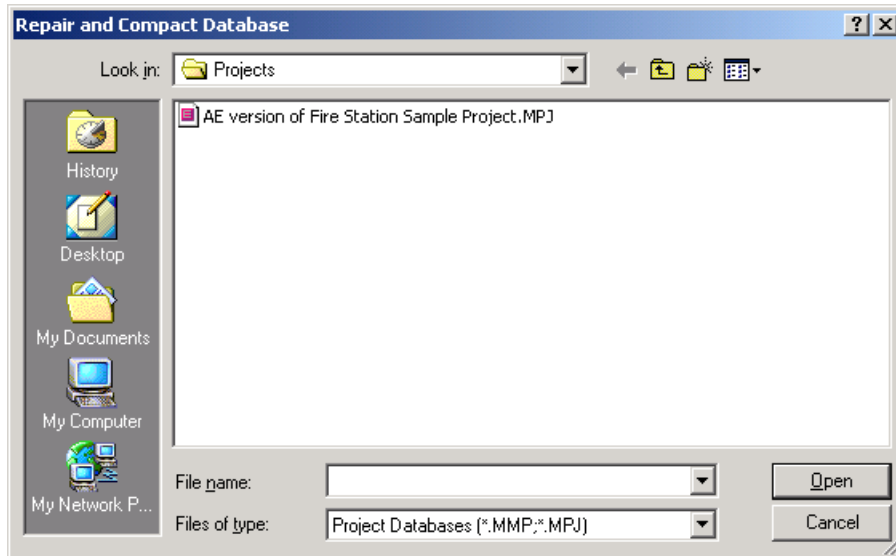 Repair and Compact Database
Look in: Projects
AE version of Fire Station Sample Project.MPJ
History
Desktop
My Documents
My Computer
My Network P...
File name:
Open
Files of type: Project Databases (*.MMP;*.MPJ)
Cancel